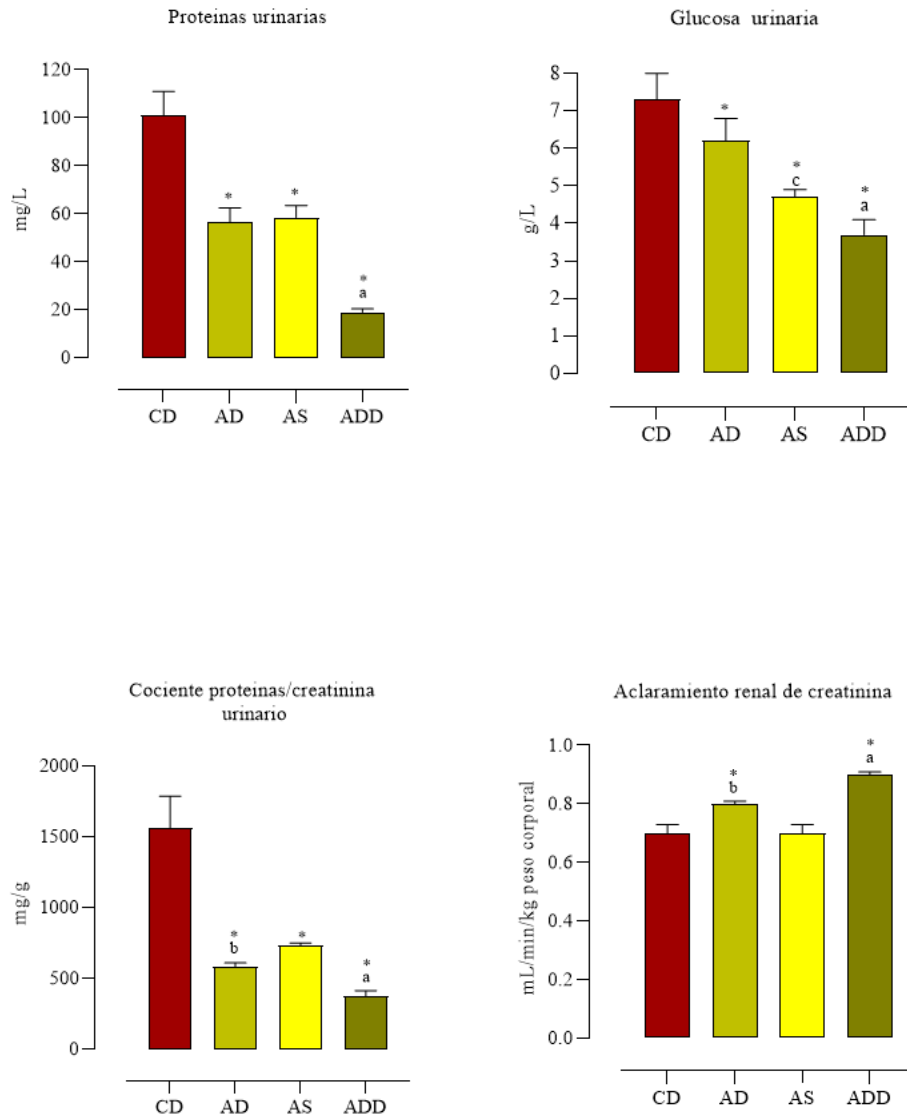 Proteinas urinarias
120
100
80
60
40
20
0
mg/L
*
*
*
a
CD AD AS ADD
Glucosa urinaria
8
7
6
5
4
3
2
1
0
g/L
*
*
c
*
a
CD AD AS ADD
Cociente proteinas/creatinina
urinario
2000
1500
1000
500
0
mg/g
*
b
*
*
a
CD AD AS ADD
Aclaramiento renal de creatinina
1.0
0.8
0.6
0.4
0.2
0.0
mL/min/kg peso corporal
*
b
*
a
CD AD AS ADD